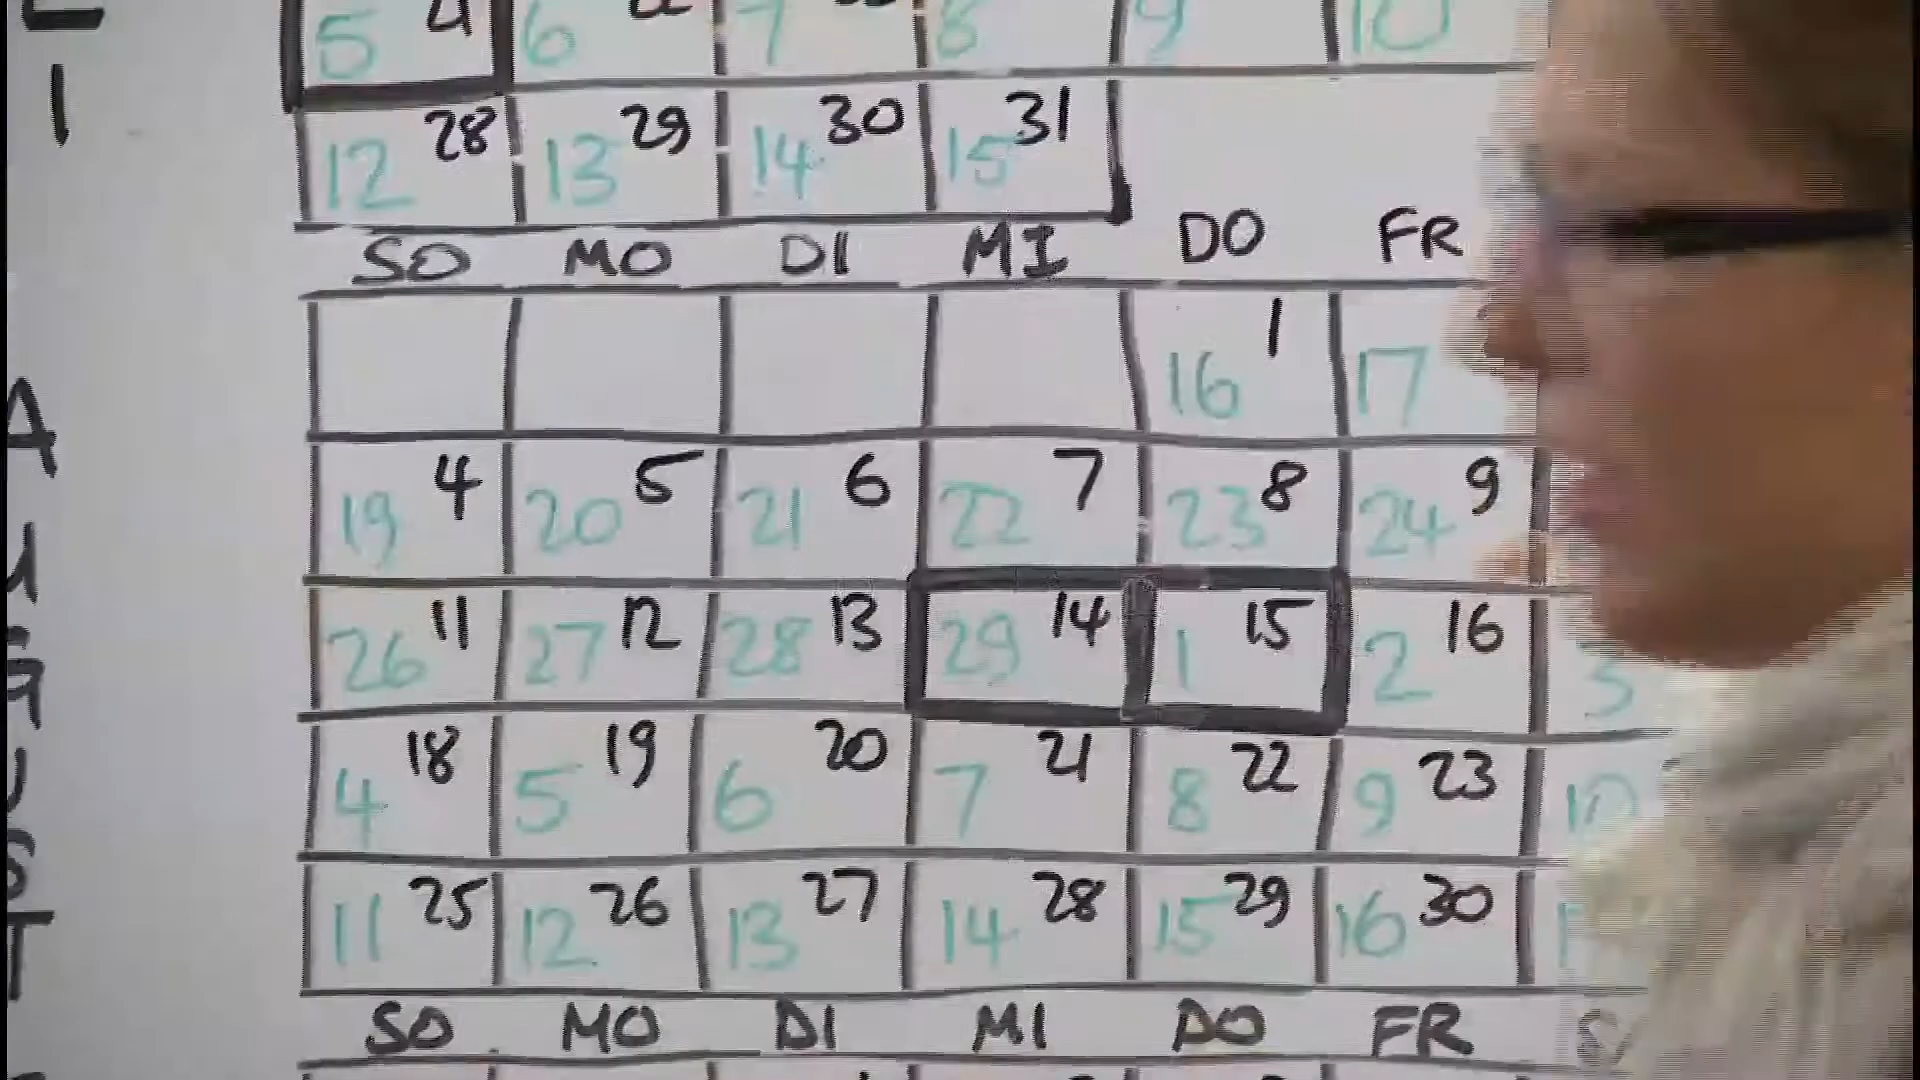 5 4 6 7 8 9 10
L
I
12 28 13 29 14 30 15 31
SO MO DI MI DO FR
16 1 17
19 4 20 5 21 6 22 7 23 8 24 9
26 11 27 12 28 13 29 14 1 15 2 16 3
4 18 5 19 6 20 7 21 8 22 9 23 10
11 25 12 26 13 27 14 28 15 29 16 30
A
U
G
U
S
T
SO MO DI MI DO FR